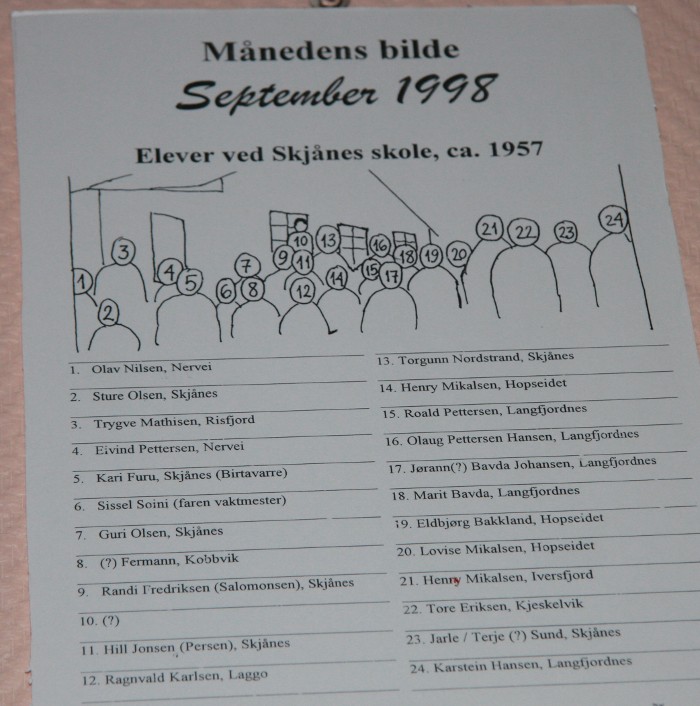 Månedens bilde
September 1998
Elever ved Skjånes skole, ca. 1957
1 2 3 4 5 6 7 8 9 10 11 12 13 14 15 16 17 18 19 20 21 22 23 24
1. Olav Nilsen, Nervei
2. Sture Olsen, Skjånes
3. Trygve Mathisen, Risfjord
4. Eivind Pettersen, Nervei
5. Kari Furu, Skjånes (Birtavarre)
6. Sissel Soini (faren vaktmester)
7. Guri Olsen, Skjånes
8. (?) Fermann, Kobbvik
9. Randi Fredriksen (Salomonsen), Skjånes
10. (?)
11. Hill Jonsen (Persen), Skjånes
12. Ragnvald Karlsen, Laggo
13. Torgunn Nordstrand, Skjånes
14. Henry Mikalsen, Hopseidet
15. Roald Pettersen, Langfjordnes
16. Olaug Pettersen Hansen, Langfjordnes
17. Jørann(?) Bavda Johansen, Langfjordnes
18. Marit Bavda, Langfjordnes
19. Eldbjørg Bakkland, Hopseidet
20. Lovise Mikalsen, Hopseidet
21. Henny Mikalsen, Iversfjord
22. Tore Eriksen, Kjeskelvik
23. Jarle / Terje (?) Sund, Skjånes
24. Karstein Hansen, Langfjordnes